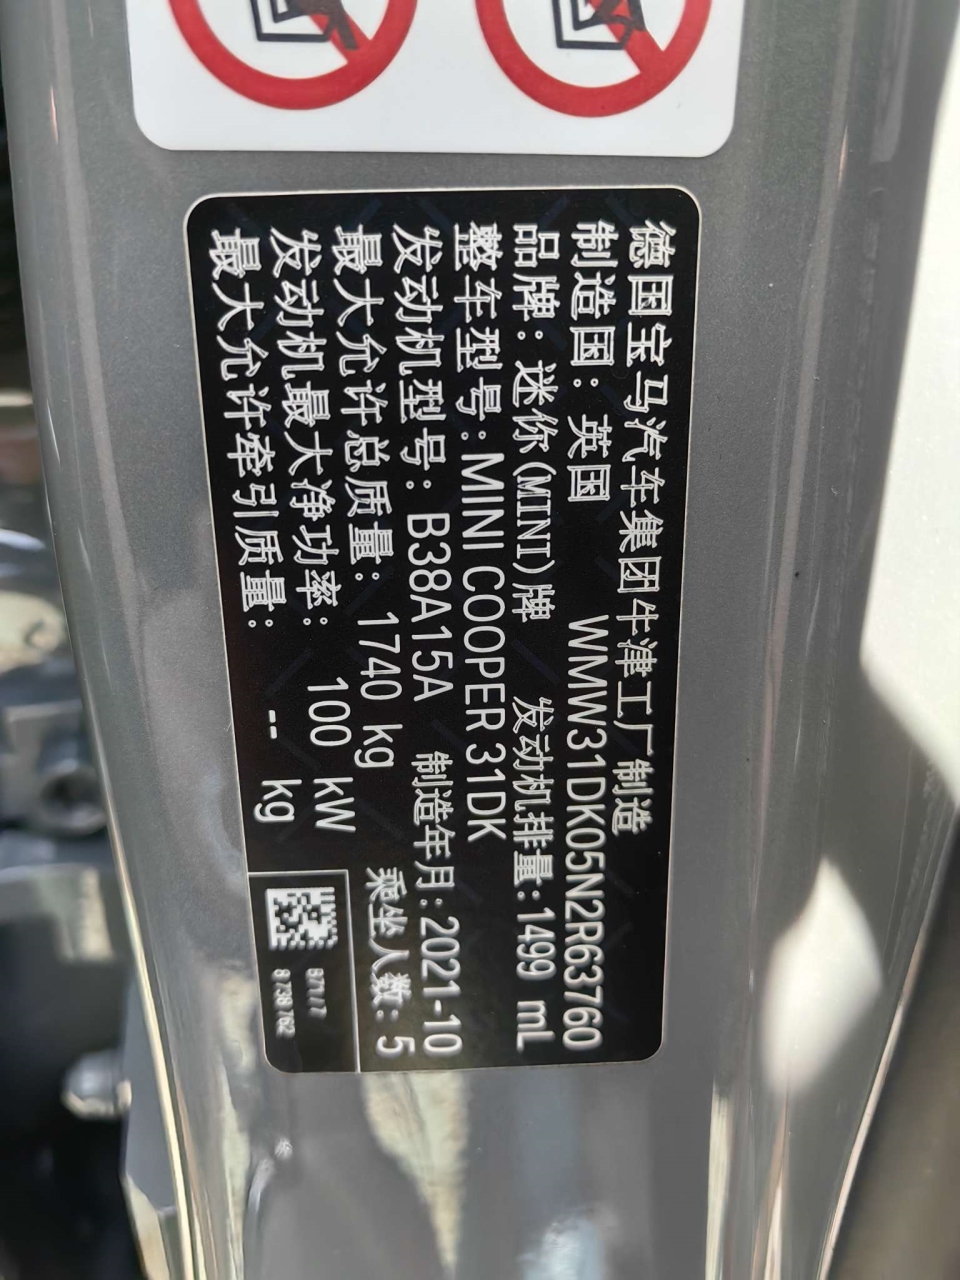 德国宝马汽车集团牛津工厂制造
制造国：英国 WMW31DK05N2R63760
品牌：迷你(MINI)牌 发动机排量:1499 mL
整车型号:MINI COOPER 31DK
发动机型号：B38A15A 制造年月:2021-10
最大允许总质量：1740 kg 乘坐人数：5
发动机最大净功率： 100 kW
最大允许牵引质量： -- kg
8 738 762